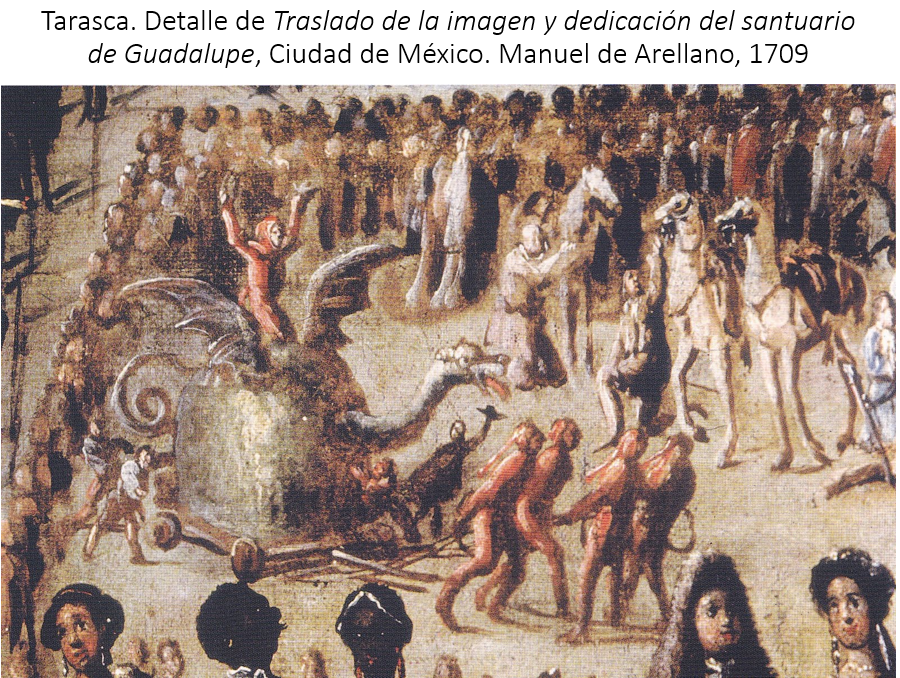 Tarasca. Detalle de Traslado de la imagen y dedicación del santuario
de Guadalupe, Ciudad de México. Manuel de Arellano, 1709